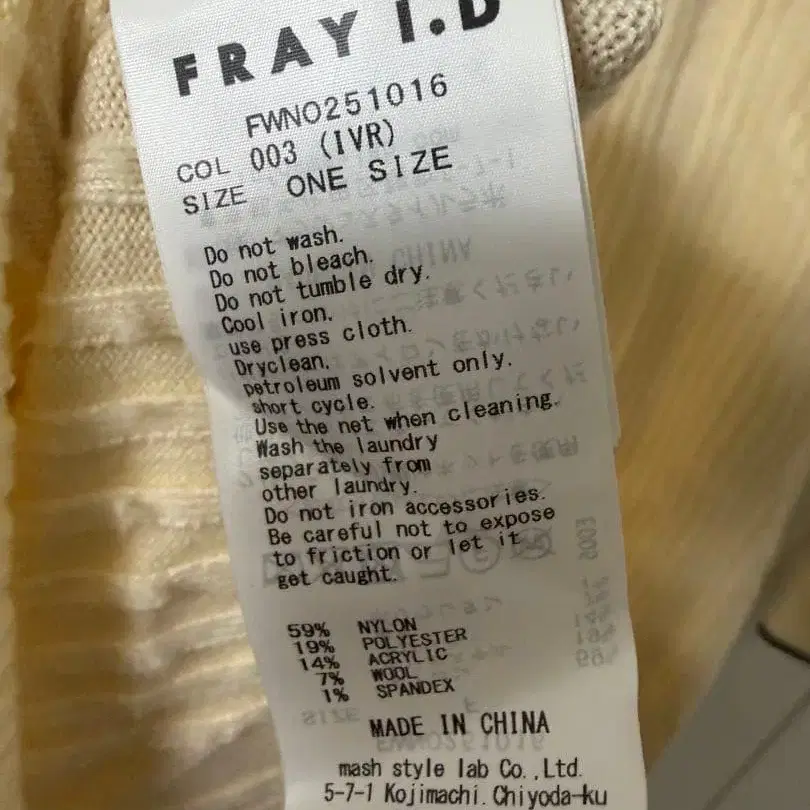 FRAY I.D
FWNO251016
COL 003 (IVR)
SIZE ONE SIZE
Do not wash.
Do not bleach.
Do not tumble dry.
Cool iron.
use press cloth.
Dryclean.
petroleum solvent only.
short cycle.
Use the net when cleaning.
Wash the laundry
separately from
other laundry.
Do not iron accessories.
Be careful not to expose
to friction or let it
get caught.
59% NYLON
19% POLYESTER
14% ACRYLIC
7% WOOL
1% SPANDEX
MADE IN CHINA
mash style lab Co.,Ltd.
5-7-1 Kojimachi.Chiyoda-ku